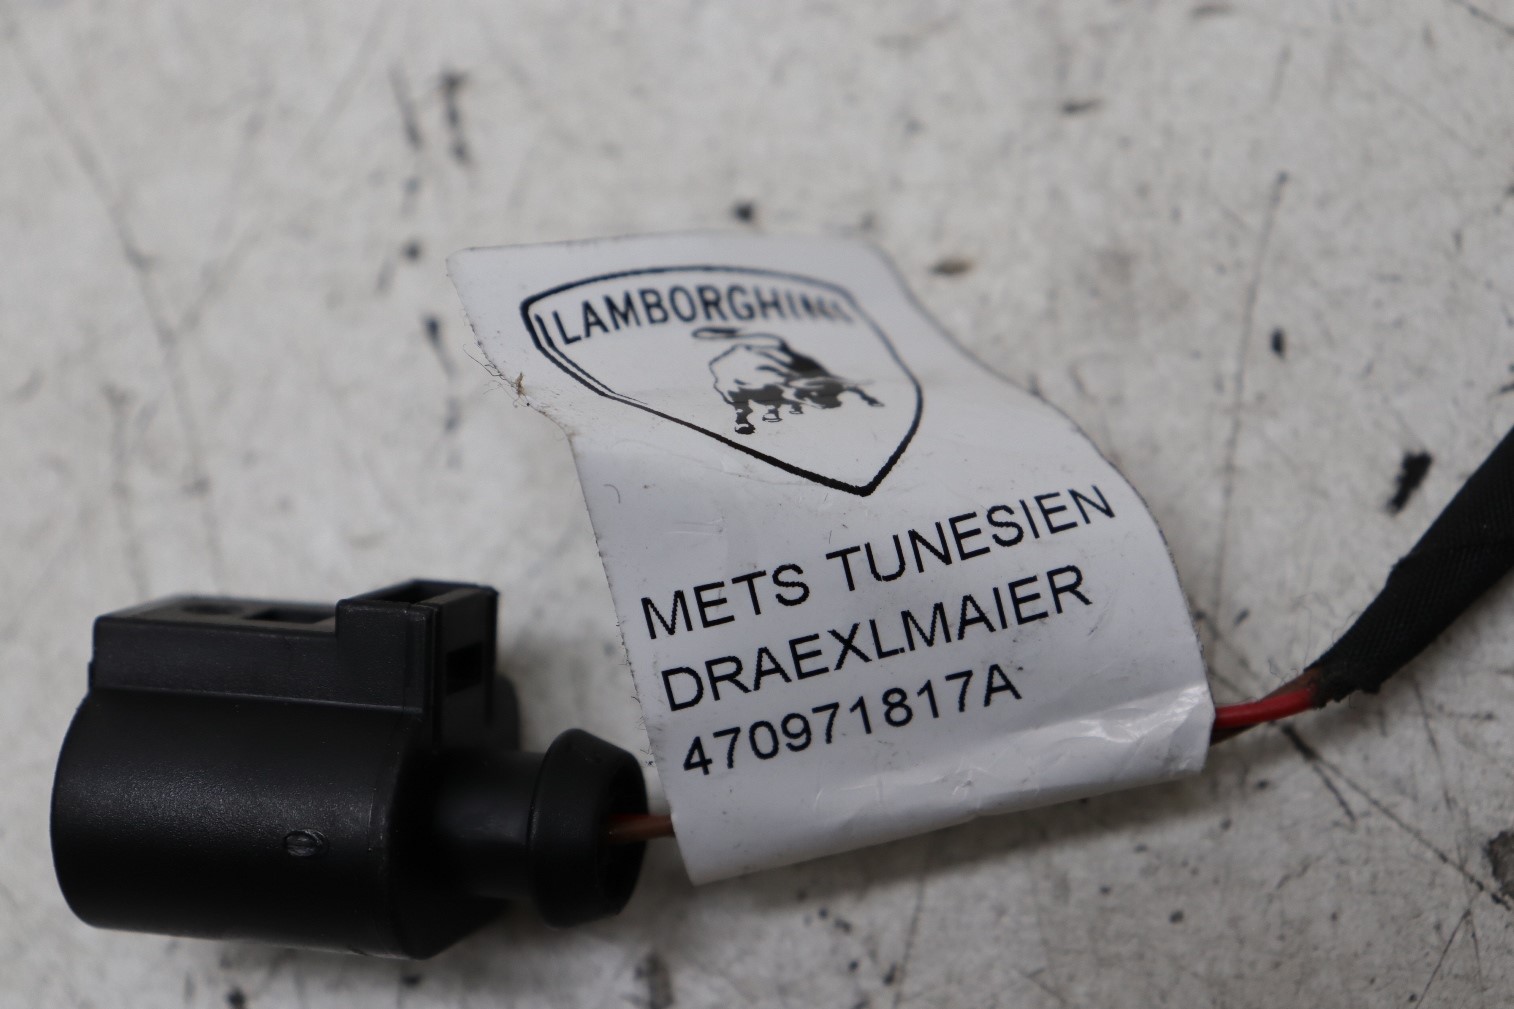 LAMBORGHINI
METS TUNESIEN
DRAEXLMAIER
470971817A